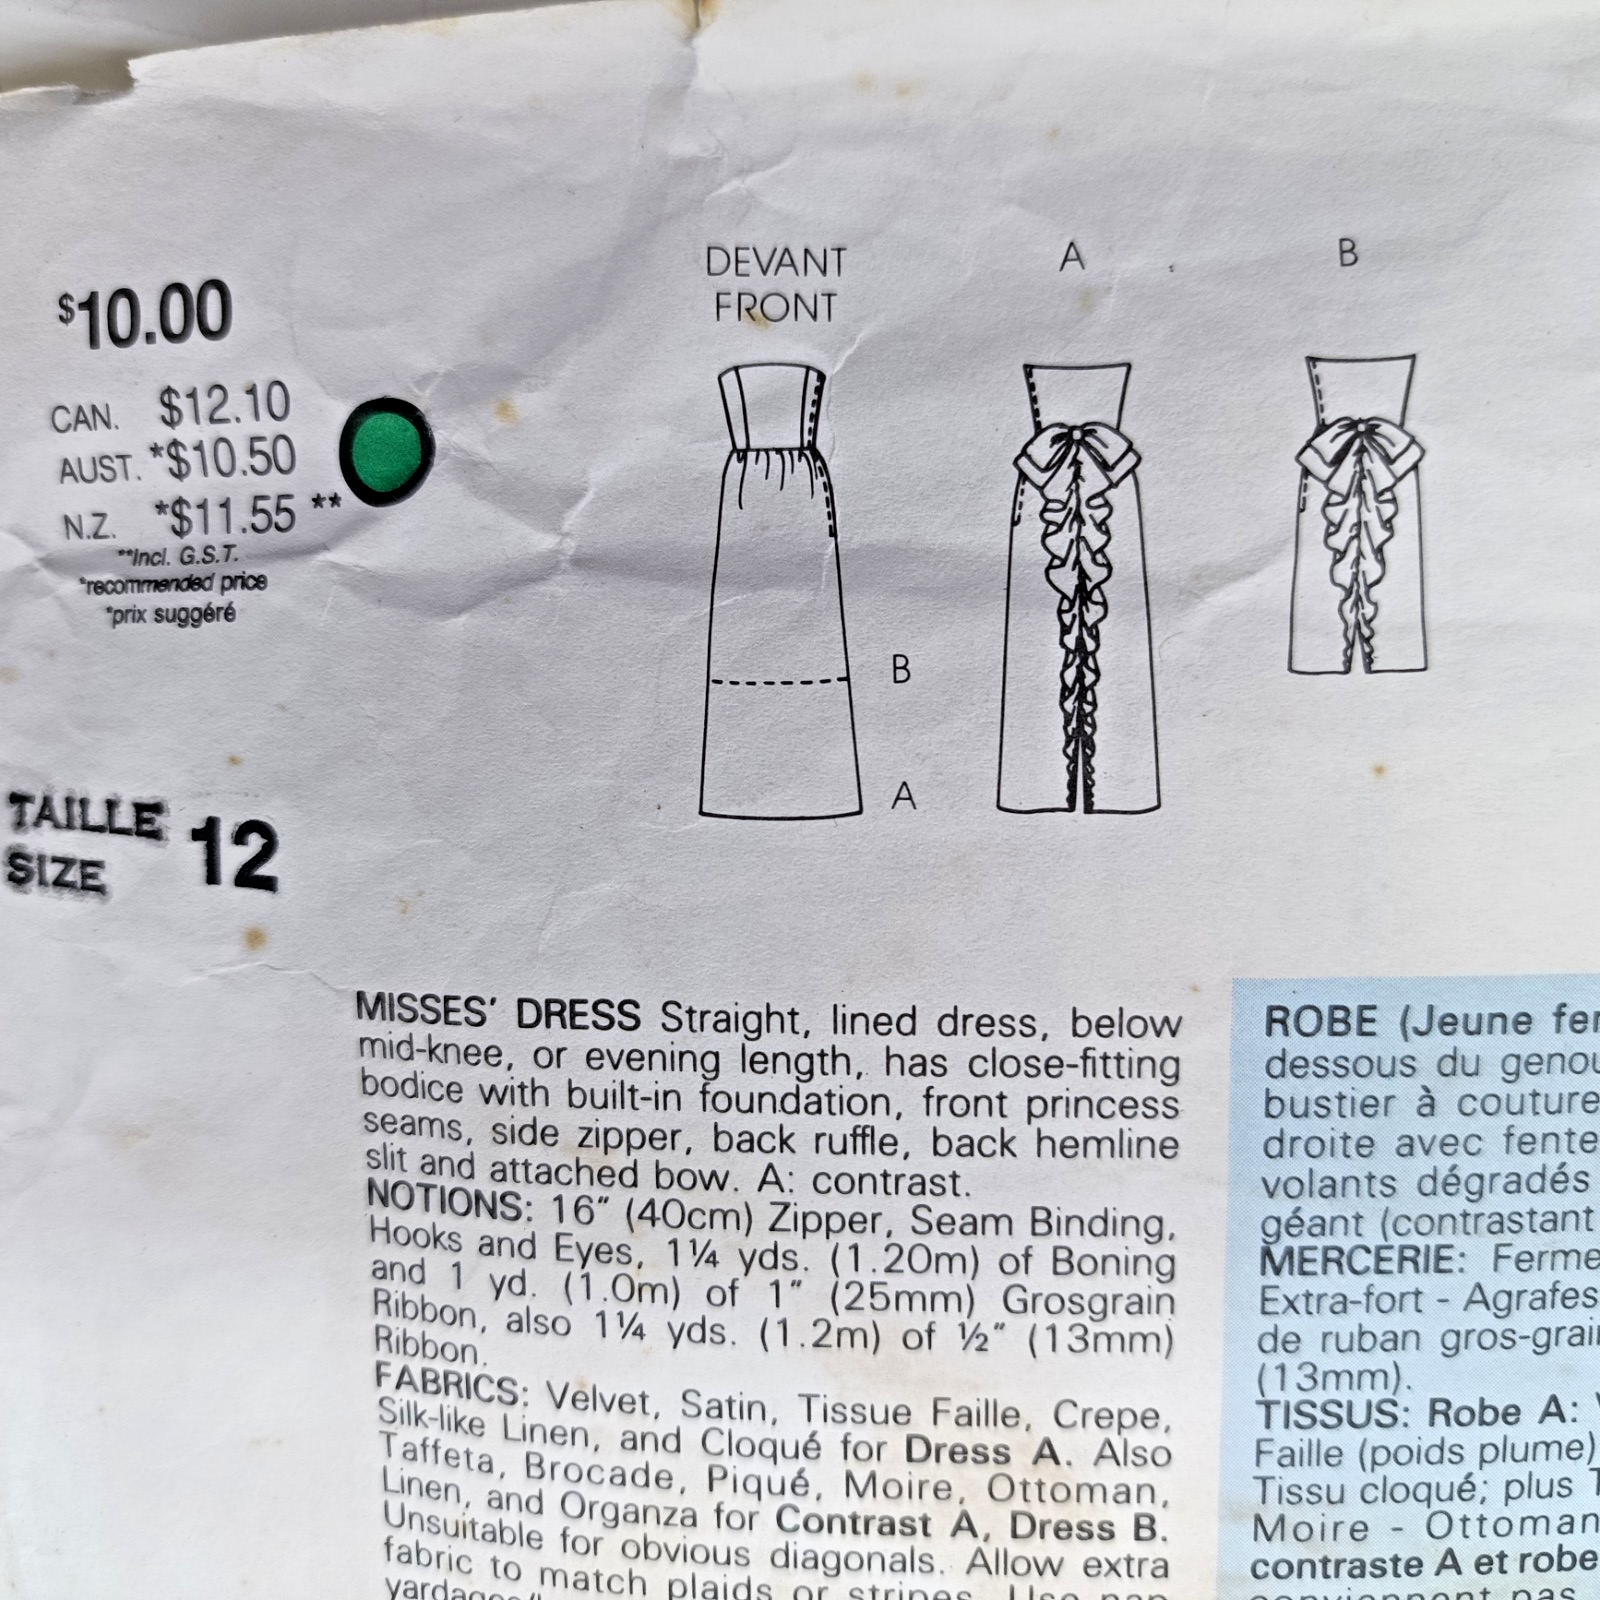 $10.00
CAN. $12.10
AUST. *$10.50
N.Z. *$11.55 **
**Incl. G.S.T.
*recommended price
*prix suggéré
TAILLE
SIZE 12
DEVANT
FRONT
A
B
B
A
MISSES' DRESS Straight, lined dress, below
mid-knee, or evening length, has close-fitting
bodice with built-in foundation, front princess
seams, side zipper, back ruffle, back hemline
slit and attached bow. A: contrast.
NOTIONS: 16" (40cm) Zipper, Seam Binding,
Hooks and Eyes, 1¼ yds. (1.20m) of Boning
and 1 yd. (1.0m) of 1" (25mm) Grosgrain
Ribbon, also 1¼ yds. (1.2m) of ½" (13mm)
Ribbon.
FABRICS: Velvet, Satin, Tissue Faille, Crepe,
Silk-like Linen, and Cloqué for Dress A. Also
Taffeta, Brocade, Piqué, Moire, Ottoman,
Linen, and Organza for Contrast A, Dress B.
Unsuitable for obvious diagonals. Allow extra
fabric to match plaids or stripes. Use nap
ROBE (Jeune
dessous du
bustier à
droite avec
volants dégradés
géant (contrastant
MERCERIE:
Extra-fort - Agrafes
de ruban
(13mm).
TISSUS: Robe A:
Faille (poids plume)
Tissu cloqué; plus
Moire - Ottoman
contraste A et robe